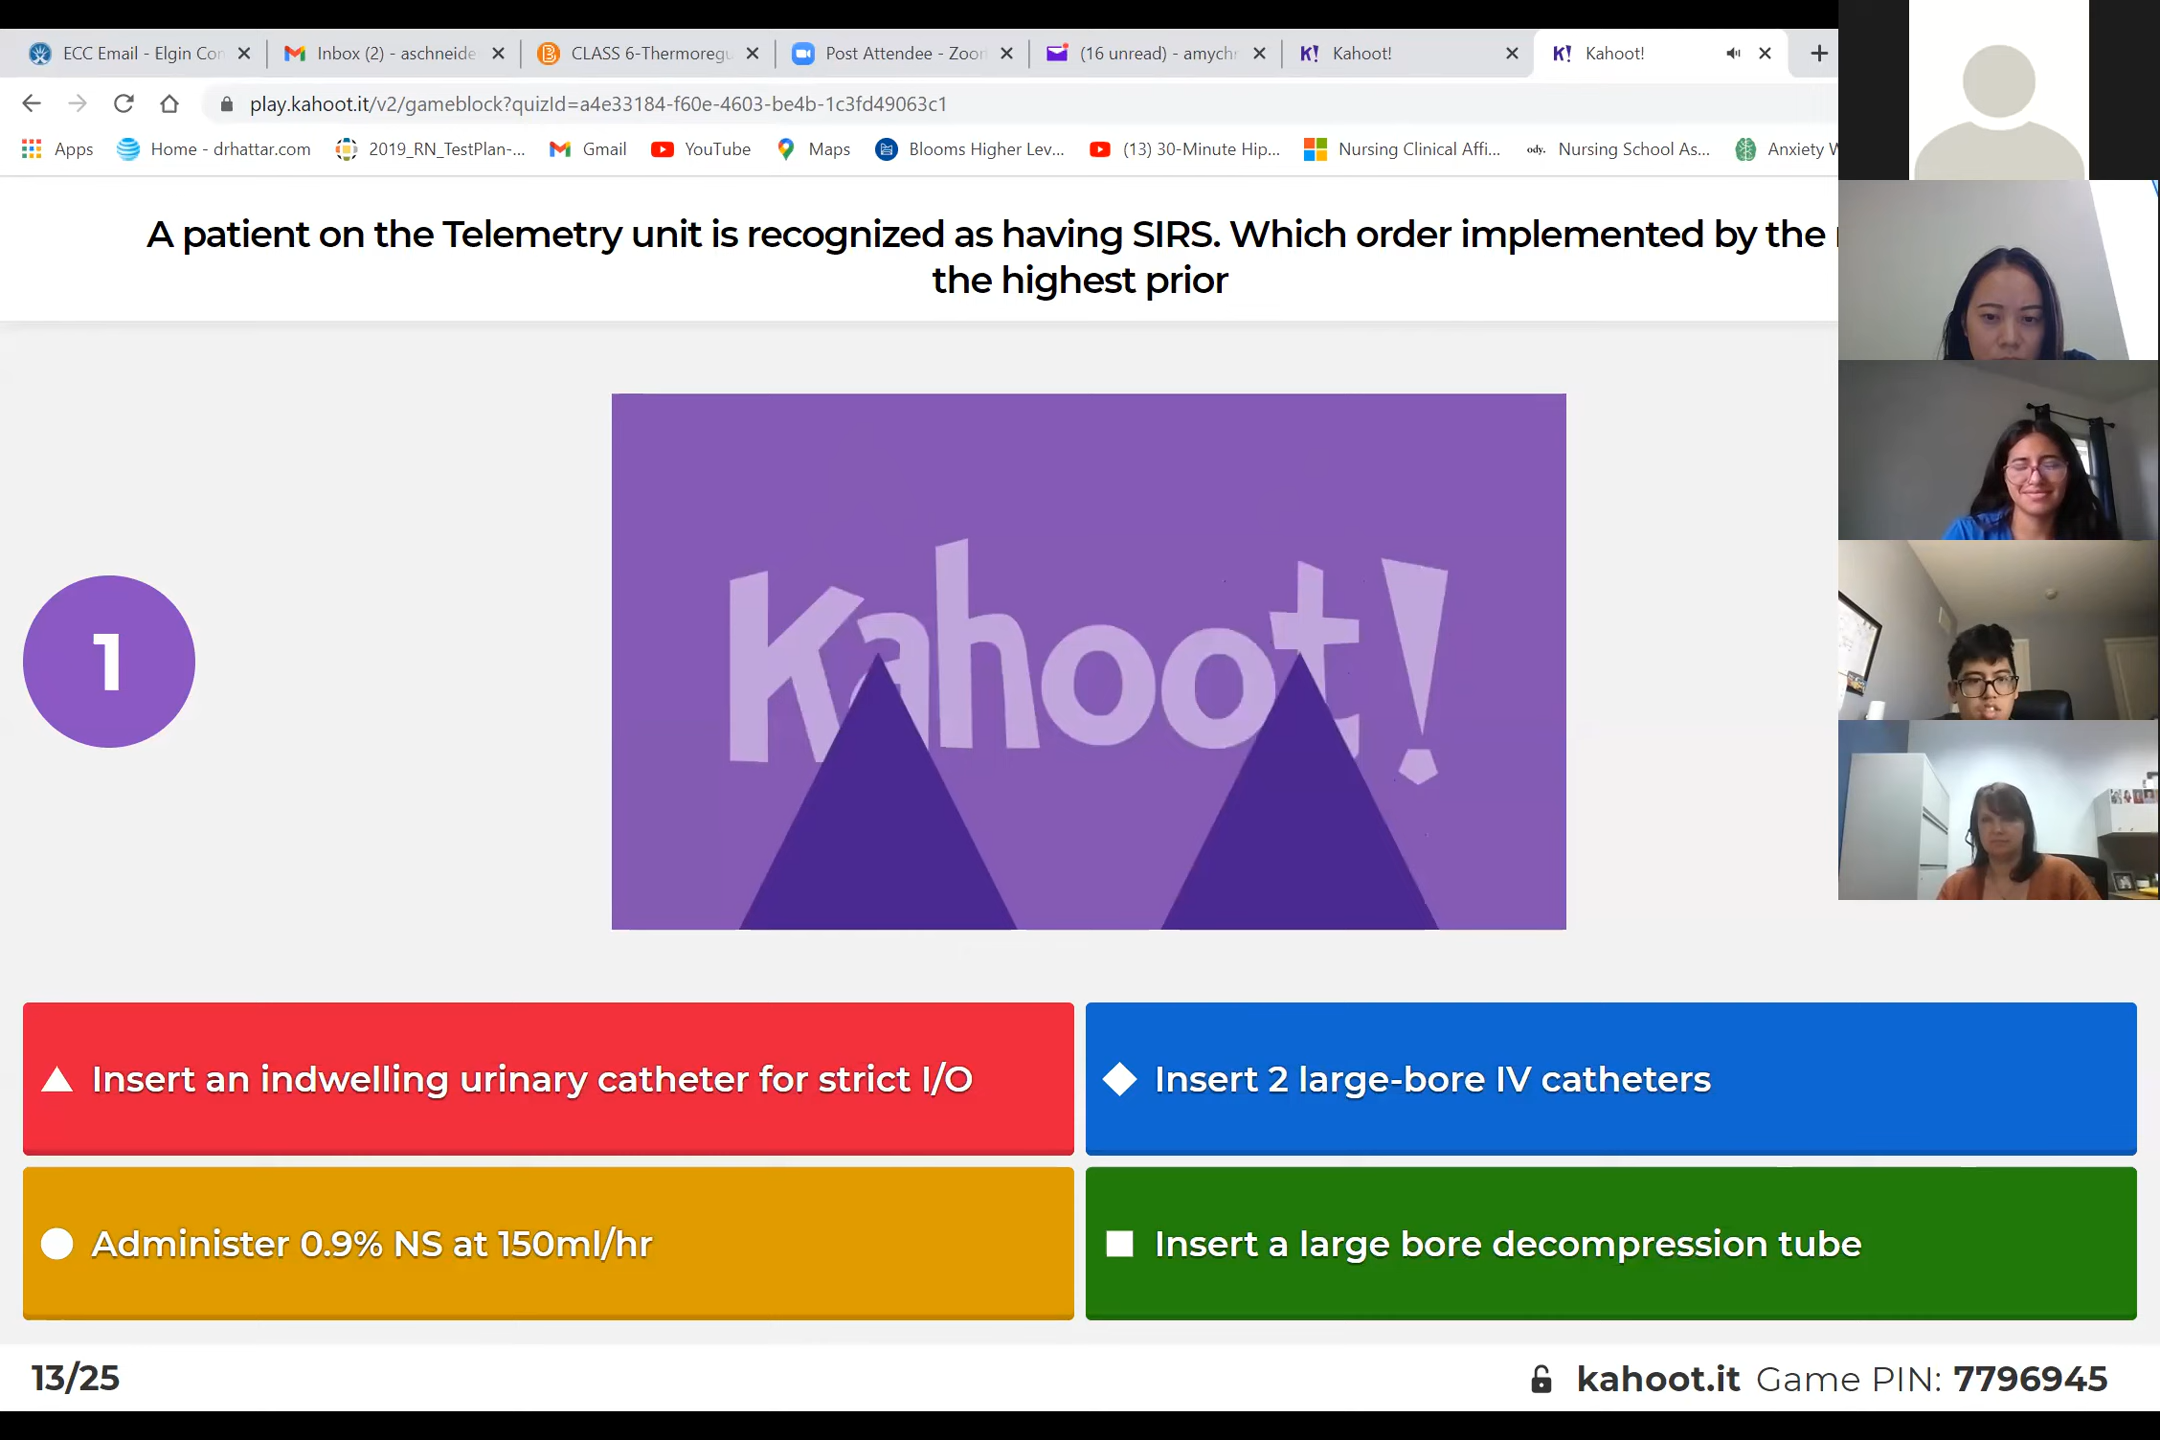 ECC Email - Elgin Con
Inbox (2) - aschneide
CLASS 6-Thermoregu
Post Attendee - Zoom
(16 unread) - amychr
Kahoot!
Kahoot!
play.kahoot.it/v2/gameblock?quizId=a4e33184-f60e-4603-be4b-1c3fd49063c1
Apps
Home - drhattar.com
2019_RN_TestPlan-...
Gmail
YouTube
Maps
Blooms Higher Lev...
(13) 30-Minute Hip...
Nursing Clinical Affi...
ody. Nursing School As...
Anxiety W
A patient on the Telemetry unit is recognized as having SIRS. Which order implemented by the
the highest prior
1
Kahoot!
Insert an indwelling urinary catheter for strict I/O
Insert 2 large-bore IV catheters
Administer 0.9% NS at 150ml/hr
Insert a large bore decompression tube
13/25
kahoot.it Game PIN: 7796945